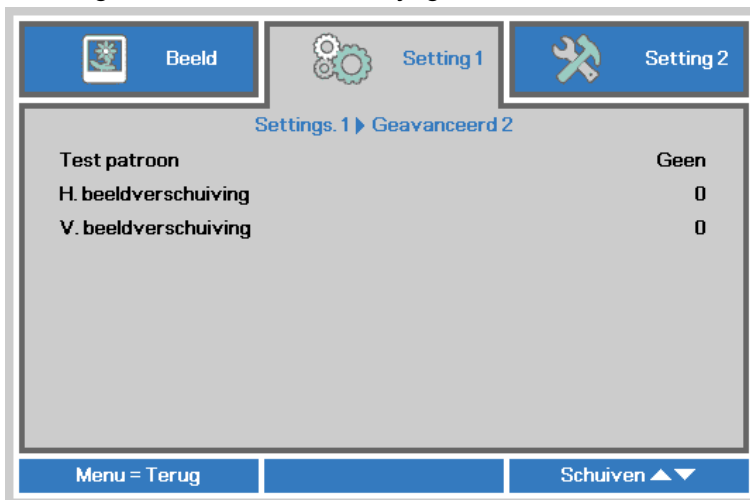 Beeld
Setting 1
Setting 2
Settings. 1 Geavanceerd 2
Test patroon Geen
H. beeldverschuiving 0
V. beeldverschuiving 0
Menu = Terug
Schuiven